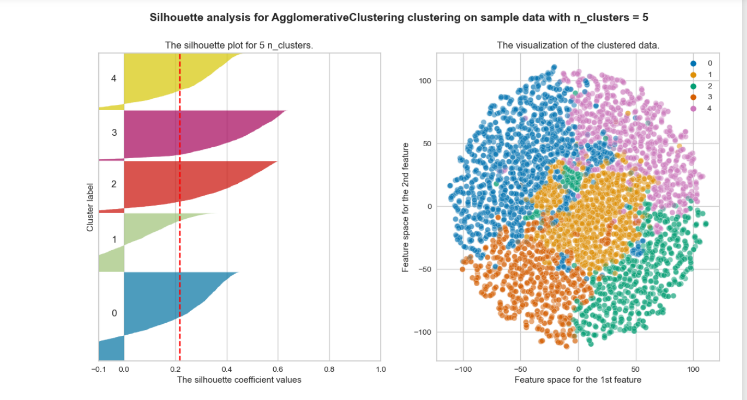 Silhouette analysis for AgglomerativeClustering clustering on sample data with n_clusters = 5
The silhouette plot for 5 n_clusters.
4
3
2
1
0
Cluster label
−0.1 0.0 0.2 0.4 0.6 0.8 1.0
The silhouette coefficient values
The visualization of the clustered data.
0
1
2
3
4
100
50
0
−50
−100
Feature space for the 2nd feature
−100 −50 0 50 100
Feature space for the 1st feature